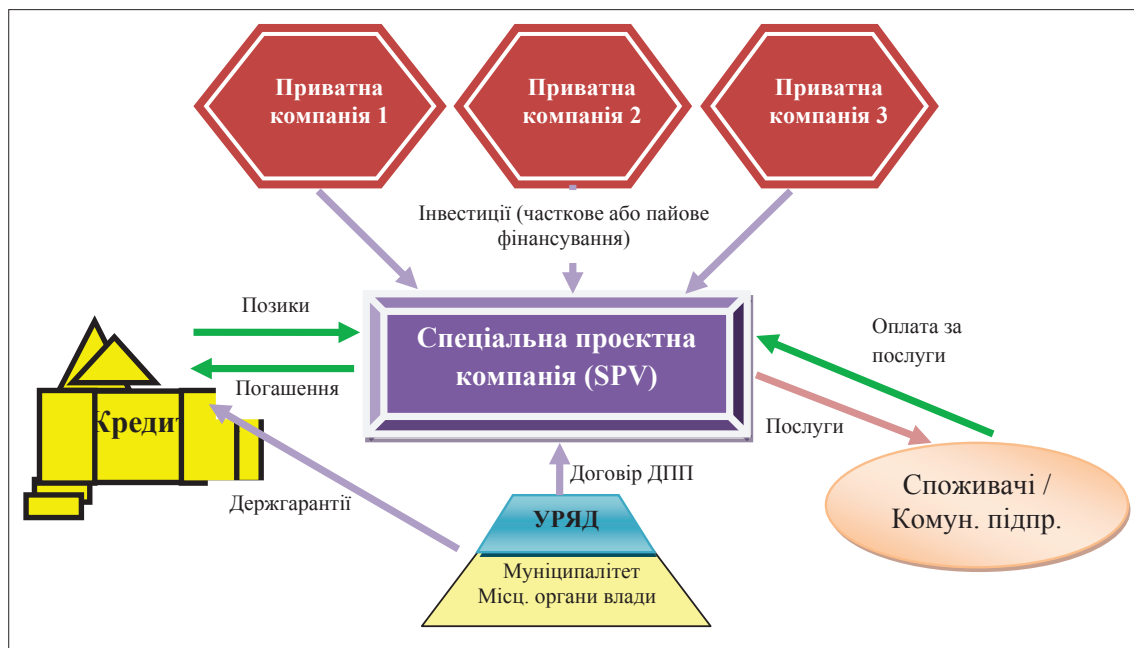 Приватна
компанія 1
Приватна
компанія 2
Приватна
компанія 3
Інвестиції (часткове або пайове
фінансування)
Позики
Погашення
Кредит
Спеціальна проектна
компанія (SPV)
Оплата за
послуги
Послуги
Держгарантії
Договір ДПП
УРЯД
Муніципалітет
Місц. органи влади
Споживачі /
Комун. підпр.